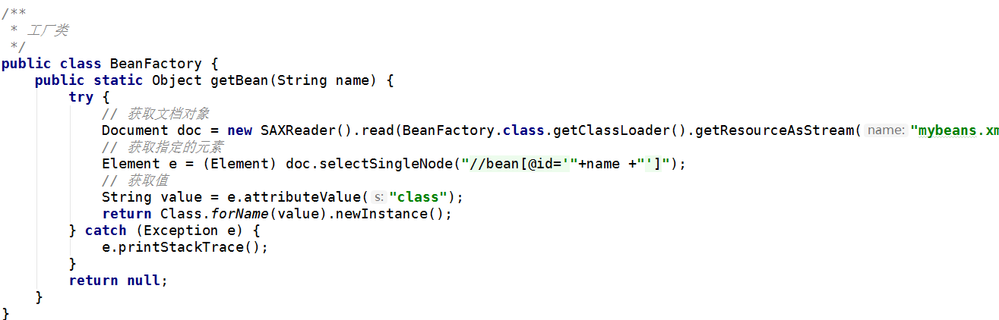 /**
 * 工厂类
 */
public class BeanFactory {
    public static Object getBean(String name) {
        try {
            // 获取文档对象
            Document doc = new SAXReader().read(BeanFactory.class.getClassLoader().getResourceAsStream( name: "mybeans.xm
            // 获取指定的元素
            Element e = (Element) doc.selectSingleNode("//bean[@id='"+name +"']");
            // 获取值
            String value = e.attributeValue( s: "class");
            return Class.forName(value).newInstance();
        } catch (Exception e) {
            e.printStackTrace();
        }
        return null;
    }
}